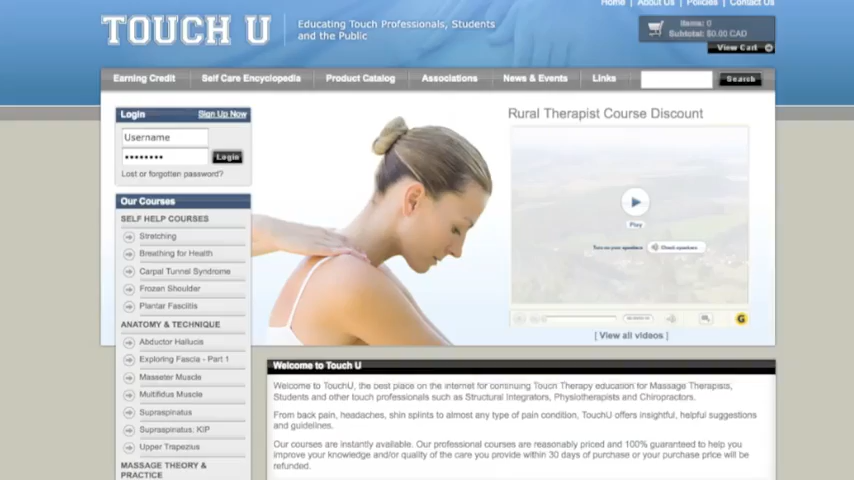 Home | About Us | Policies | Contact Us
TOUCH U
Educating Touch Professionals, Students
and the Public
Items: 0
Subtotal: $0.00 CAD
View Cart
Earning Credit
Self Care Encyclopedia
Product Catalog
Associations
News & Events
Links
Search
Login
Sign Up Now
Username
Login
Lost or forgotten password?
Our Courses
SELF HELP COURSES
Stretching
Breathing for Health
Carpal Tunnel Syndrome
Frozen Shoulder
Plantar Fasciitis
ANATOMY & TECHNIQUE
Abductor Hallucis
Exploring Fascia - Part 1
Masseter Muscle
Multifidus Muscle
Supraspinatus
Supraspinatus: KIP
Upper Trapezius
MASSAGE THEORY &
PRACTICE
Rural Therapist Course Discount
Play
Turn on your speakers
Check speakers
G
[ View all videos ]
Welcome to Touch U
Welcome to TouchU, the best place on the internet for continuing Touch Therapy education for Massage Therapists,
Students and other touch professionals such as Structural Integrators, Physiotherapists and Chiropractors.
From back pain, headaches, shin splints to almost any type of pain condition, TouchU offers insightful, helpful suggestions
and guidelines.
Our courses are instantly available. Our professional courses are reasonably priced and 100% guaranteed to help you
improve your knowledge and/or quality of the care you provide within 30 days of purchase or your purchase price will be
refunded.